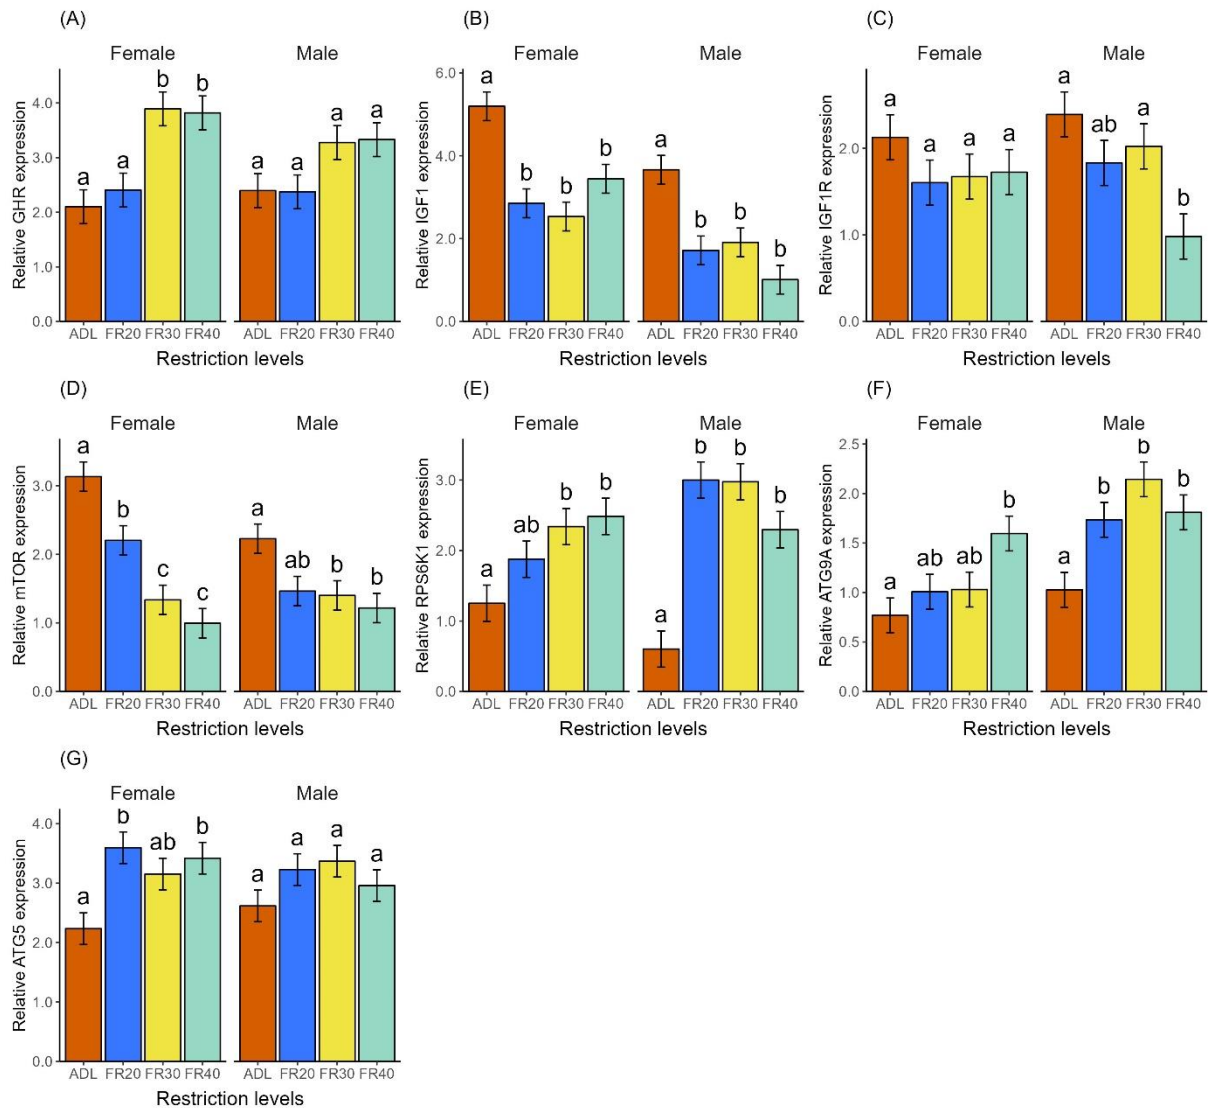 (A)
Female Male
Relative GHR expression
4.0
3.0
2.0
1.0
0.0
a a b b a a a a
ADL FR20 FR30 FR40 ADL FR20 FR30 FR40
Restriction levels
(B)
Female Male
Relative IGF1 expression
6.0
4.0
2.0
0.0
a b b b a b b b
ADL FR20 FR30 FR40 ADL FR20 FR30 FR40
Restriction levels
(C)
Female Male
Relative IGF1R expression
2.0
1.0
0.0
a a a a a ab a b
ADL FR20 FR30 FR40 ADL FR20 FR30 FR40
Restriction levels
(D)
Female Male
Relative mTOR expression
3.0
2.0
1.0
0.0
a b c c a ab b b
ADL FR20 FR30 FR40 ADL FR20 FR30 FR40
Restriction levels
(E)
Female Male
Relative RPS6K1 expression
3.0
2.0
1.0
0.0
a ab b b a b b b
ADL FR20 FR30 FR40 ADL FR20 FR30 FR40
Restriction levels
(F)
Female Male
Relative ATG9A expression
2.5
2.0
1.5
1.0
0.5
0.0
a ab ab b a b b b
ADL FR20 FR30 FR40 ADL FR20 FR30 FR40
Restriction levels
(G)
Female Male
Relative ATG5 expression
4.0
3.0
2.0
1.0
0.0
a b ab b a a a a
ADL FR20 FR30 FR40 ADL FR20 FR30 FR40
Restriction levels